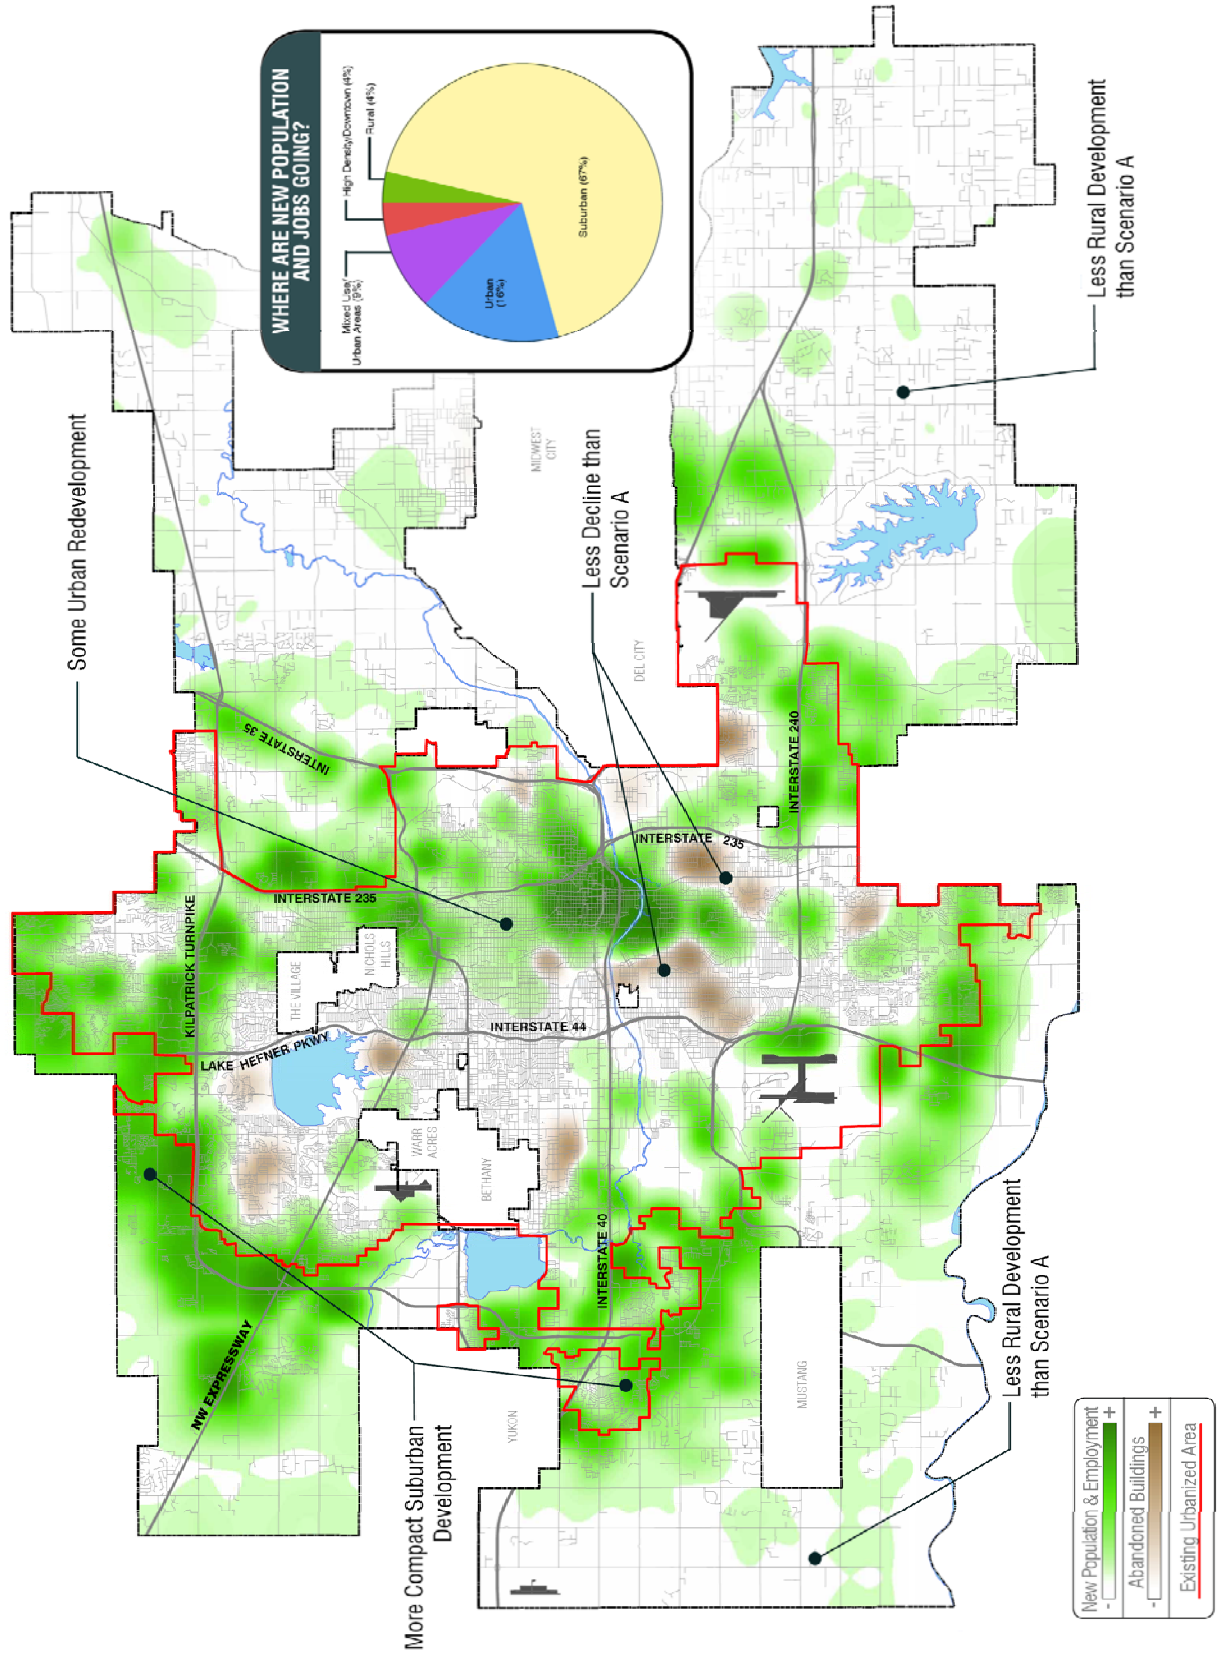 WHERE ARE NEW POPULATION
AND JOBS GOING?
Mixed Use/
Urban Areas (9%)
High Density/Downtown (4%)
Rural (4%)
Urban
(16%)
Suburban (67%)
Some Urban Redevelopment
Less Decline than
Scenario A
Less Rural Development
than Scenario A
More Compact Suburban
Development
Less Rural Development
than Scenario A
MIDWEST
CITY
DEL CITY
INTERSTATE 35
INTERSTATE 235
INTERSTATE 235
INTERSTATE 240
KILPATRICK TURNPIKE
THE VILLAGE
NICHOLS
HILLS
LAKE HEFNER PKWY
INTERSTATE 44
WARR
ACRES
BETHANY
INTERSTATE 40
NW EXPRESSWAY
YUKON
MUSTANG
New Population & Employment
- +
Abandoned Buildings
- +
Existing Urbanized Area